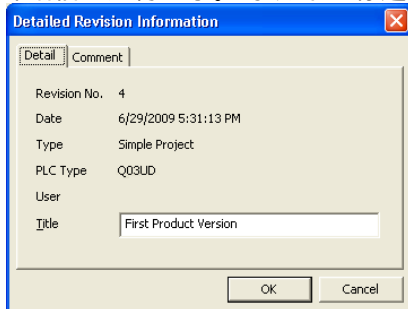 Detailed Revision Information
Detail Comment
Revision No. 4
Date 6/29/2009 5:31:13 PM
Type Simple Project
PLC Type Q03UD
User
Title First Product Version
OK Cancel